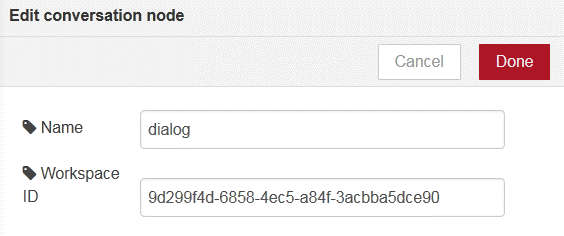 Edit conversation node
Cancel Done
Name dialog
Workspace
ID 9d299f4d-6858-4ec5-a84f-3acbba5dce90